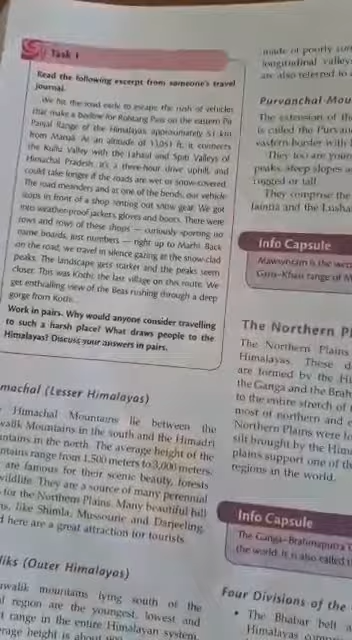 Task 1
Read the following excerpts from someone's travel
journal.
We hit the road early to escape the rush of vehicles
that make a beeline for Rohtang Pass on the eastern Pir
Panjal Range of the Himalayas, approximately 51 km
from Manali. At an altitude of 13,051 ft, it connects
the Kullu Valley with the Lahaul and Spiti Valleys of
Himachal Pradesh. It's a three-hour drive uphill, and
could take longer if the roads are wet or snow-covered.
The road meanders and at one of the bends, our vehicle
stops in front of a shop renting out snow gear. We got
into weather-proof jackets, gloves and boots. There were
rows and rows of these shops — curiously sporting no
name boards, just numbers — right up to Marhi. Back
on the road, we travel in silence gazing at the snow-clad
peaks. The landscape gets starker and the peaks seem
closer. This was Kothi, the last village on this route. We
get enthralling view of the Beas rushing through a deep
gorge from Kothi.
Work in pairs. Why would anyone consider travelling
to such a harsh place? What draws people to the
Himalayas? Discuss your answers in pairs.
machal (Lesser Himalayas)
Himachal Mountains lie between the
walik Mountains in the south and the Himadri
ntains in the north. The average height of the
ntains range from 1,500 meters to 3,000 meters.
are famous for their scenic beauty, forests
wildlife. They are a source of many perennial
for the Northern Plains. Many beautiful hill
ns, like Shimla, Mussourie and Darjeeling,
d here are a great attraction for tourists.
liks (Outer Himalayas)
walik mountains lying south of the
al region are the youngest, lowest and
t range in the entire Himalayan system.
rage height is about
made of poorly
longitudinal valleys
are also referred to
Purvanchal Mou
The extension of th
is called the Purvan
eastern border with
They too are youn
peaks, steep slopes a
rugged or tall.
They comprise the
Jaintia and the Lusha
Info Capsule
Mawsynram is the wet
Garo-Khasi range of M
The Northern Pl
The Northern Plains
Himalayas. These
are formed by the
the Ganga and the Brah
to the entire stretch of
most of northern and e
Northern Plains were fo
silt brought by the Himal
plains support one of th
regions in the world.
Info Capsule
The Ganga-Brahmaputra
the world. It is also called t
Four Divisions of the
• The Bhabar belt a
Himalayas